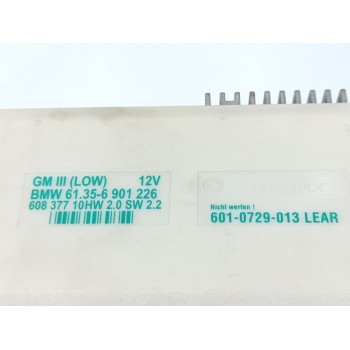 GM III (LOW) 12V
BMW 61.35-6 901 226
608 377 10HW 2.0 SW 2.2
Nicht werfen !
601-0729-013 LEAR